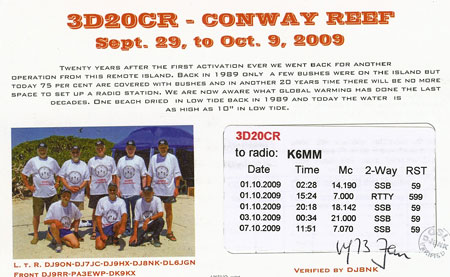 3D20CR - CONWAY REEF
Sept. 29, to Oct. 9, 2009
TWENTY YEARS AFTER THE FIRST ACTIVATION EVER WE WENT BACK FOR ANOTHER
OPERATION FROM THIS REMOTE ISLAND. BACK IN 1989 ONLY A FEW BUSHES WERE ON THE ISLAND BUT
TODAY 75 PER CENT ARE COVERED WITH BUSHES AND IN ANOTHER 20 YEARS TIME THERE WILL BE NO MORE
SPACE TO SET UP A RADIO STATION. WE ARE NOW AWARE WHAT GLOBAL WARMING HAS DONE THE LAST
DECADES. ONE BEACH DRIED IN LOW TIDE BACK IN 1989 AND TODAY THE WATER IS
AS HIGH AS 10" IN LOW TIDE.
3D20CR
to radio: K6MM
Date Time Mc 2-Way RST
01.10.2009 02:28 14.190 SSB 59
01.10.2009 15:24 7.000 RTTY 599
01.10.2009 20:18 18.142 SSB 59
03.10.2009 00:34 21.000 SSB 59
07.10.2009 11:51 7.070 SSB 59
L. T. R. DJ9ON-DJ7JC-DJ9HX-DJ8NK-DL6JGN
FRONT DJ9RR-PA3EWP-DK9KX
73 Jan
VERIFIED BY DJ8NK